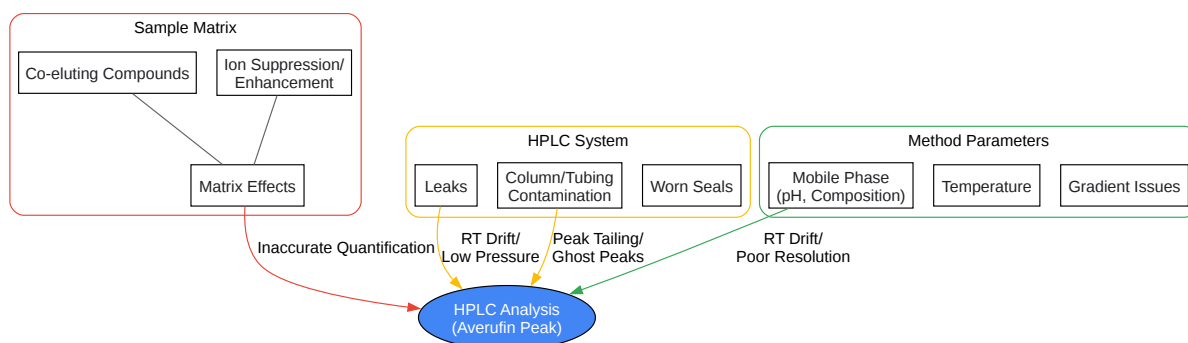 Sample Matrix
Co-eluting Compounds
Ion Suppression/
Enhancement
Matrix Effects
HPLC System
Leaks
Column/Tubing
Contamination
Worn Seals
Method Parameters
Mobile Phase
(pH, Composition)
Temperature
Gradient Issues
Inaccurate Quantification
RT Drift/
Low Pressure
Peak Tailing/
Ghost Peaks
RT Drift/
Poor Resolution
HPLC Analysis
(Averufin Peak)